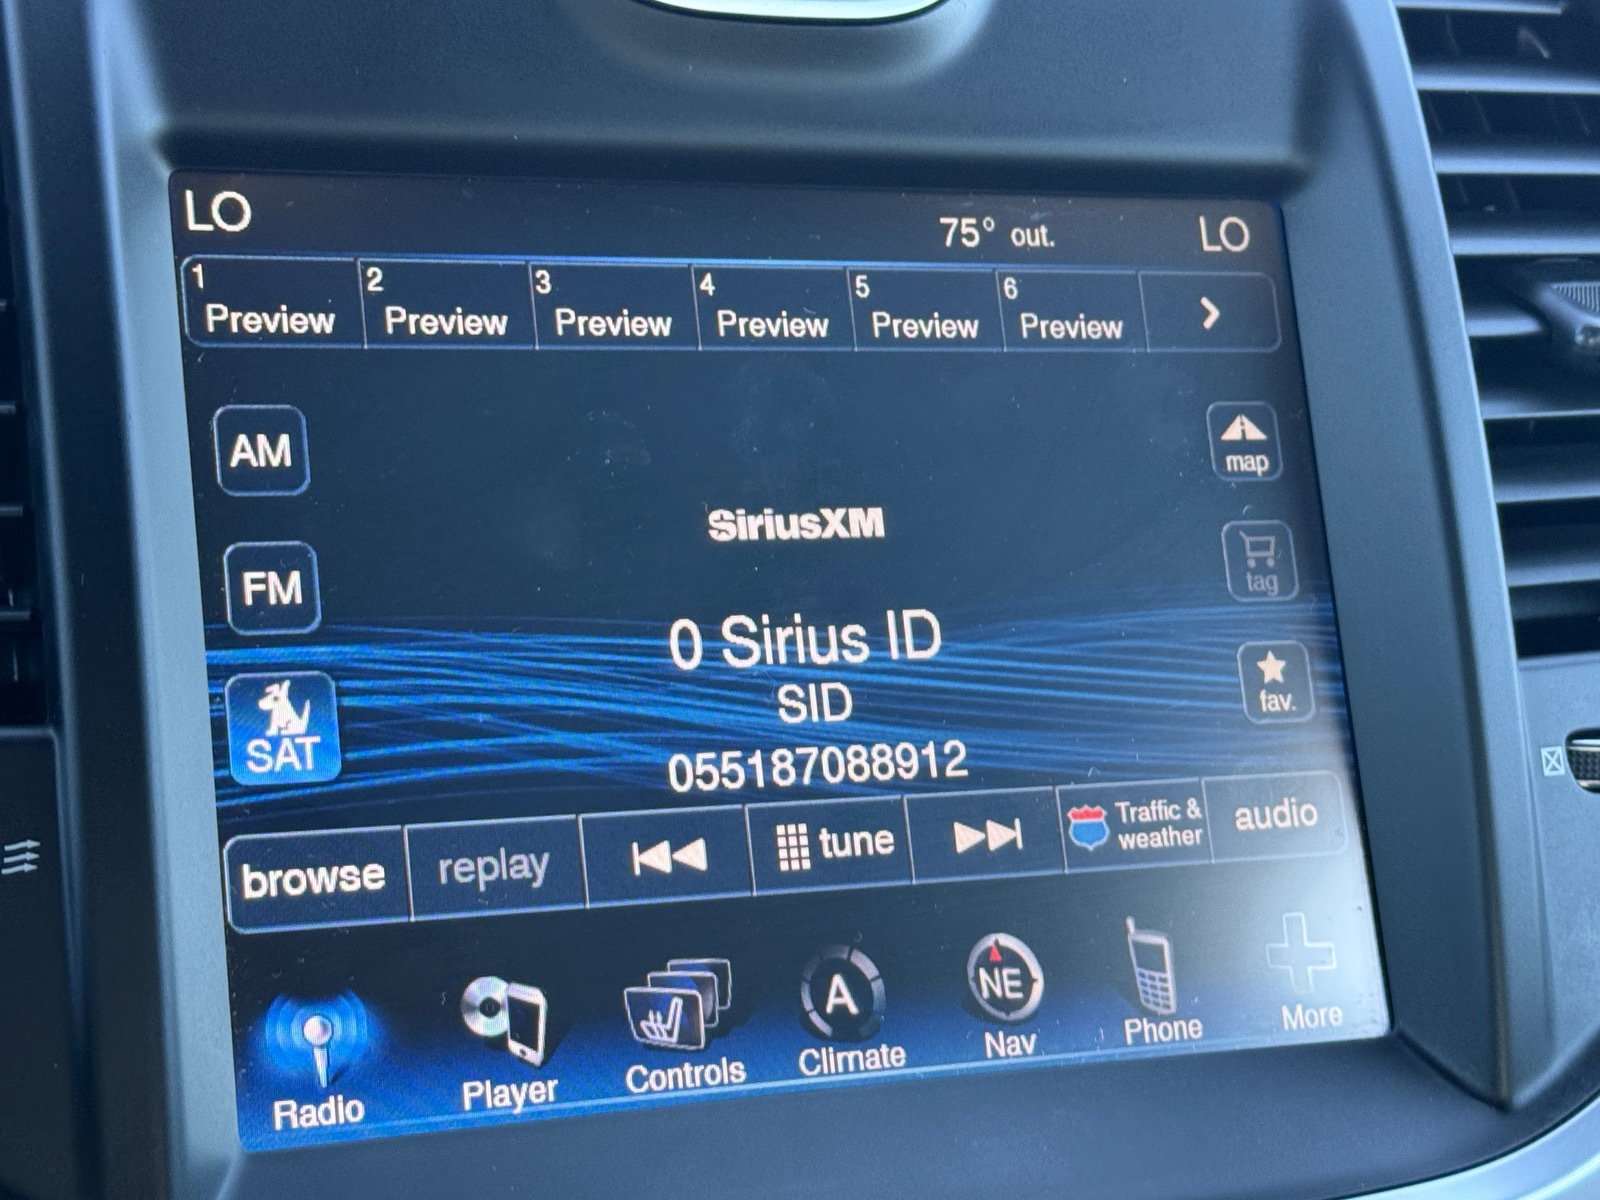 LO 75° out. LO
1 2 3 4 5 6
Preview Preview Preview Preview Preview Preview
AM
map
SiriusXM
FM
tag
0 Sirius ID
SID
fav.
SAT
055187088912
browse replay tune Traffic & weather audio
A NE
Radio Player Controls Climate Nav Phone More